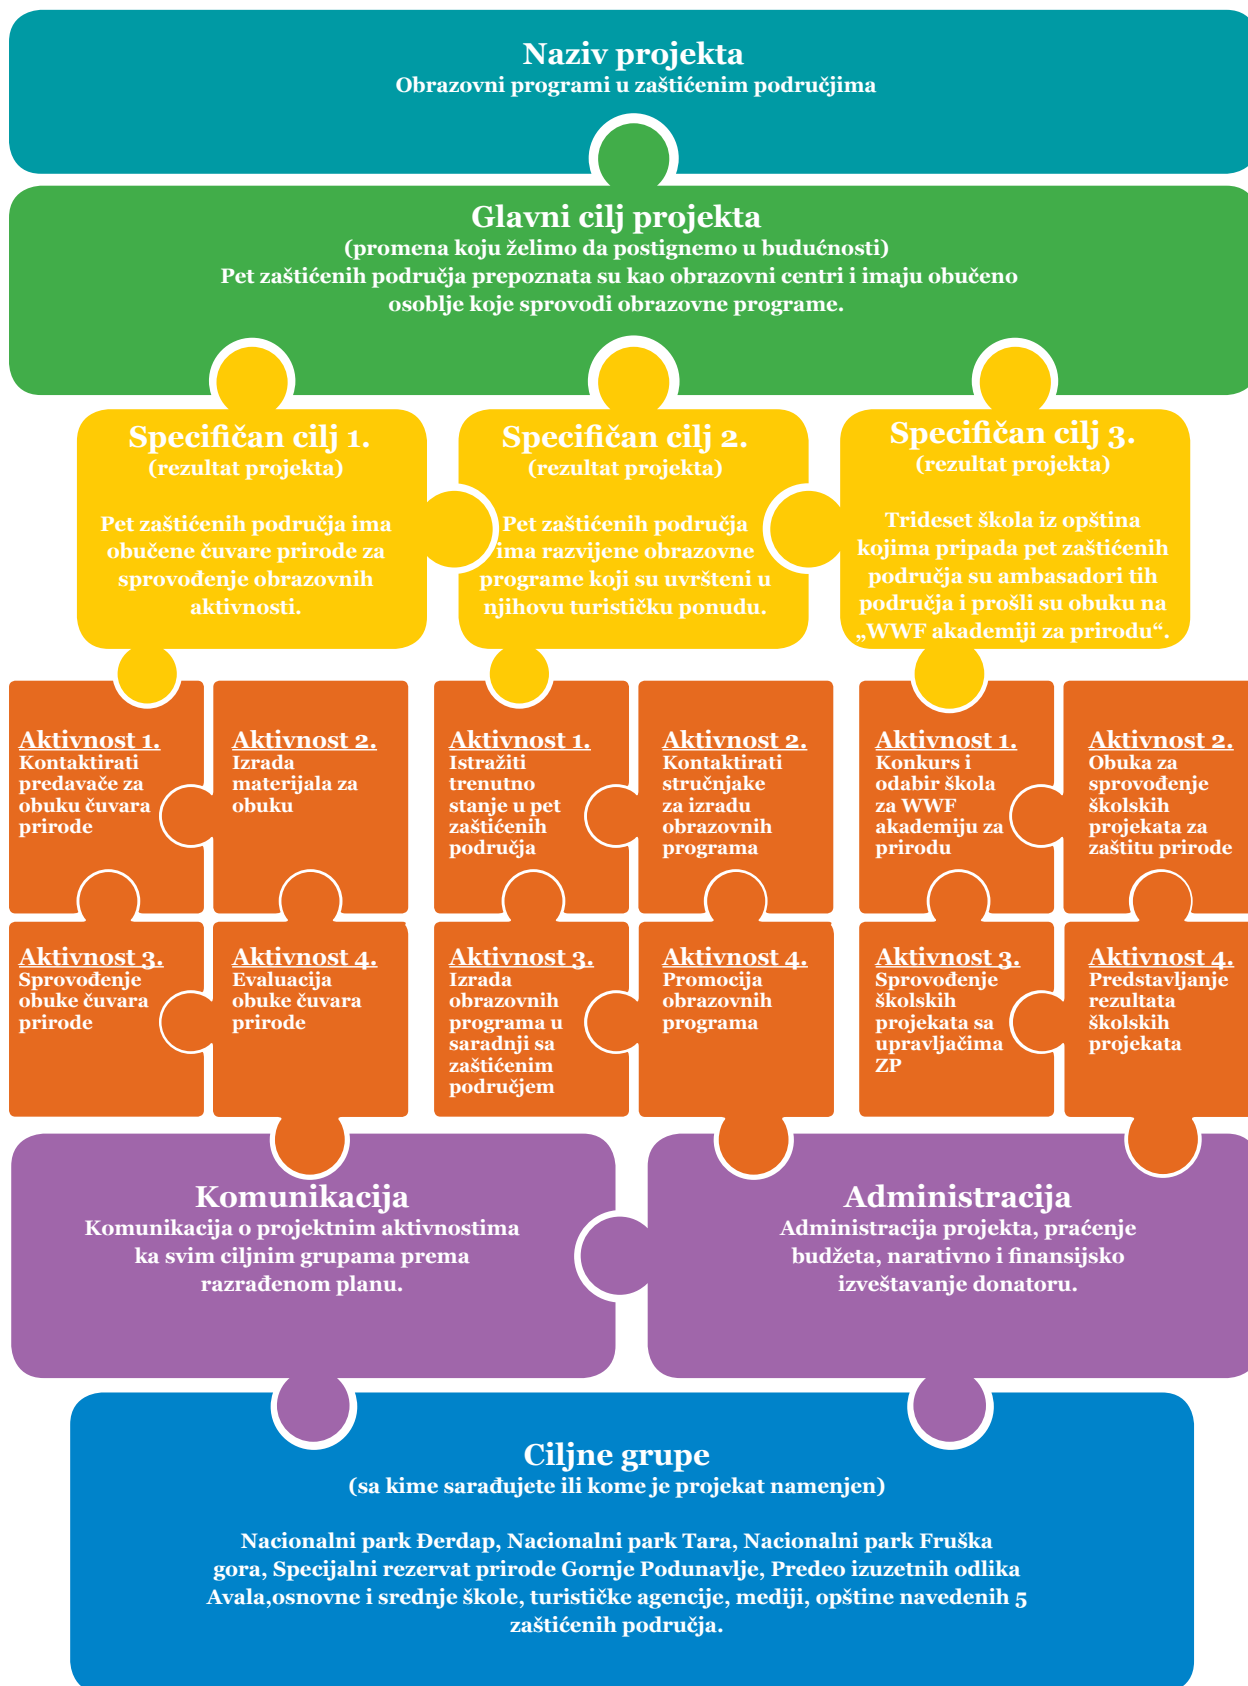 Naziv projekta
Obrazovni programi u zaštićenim područjima
Glavni cilj projekta
(promena koju želimo da postignemo u budućnosti)
Pet zaštićenih područja prepoznata su kao obrazovni centri i imaju obučeno
osoblje koje sprovodi obrazovne programe.
Specifičan cilj 1.
(rezultat projekta)
Pet zaštićenih područja ima
obučene čuvare prirode za
sprovođenje obrazovnih
aktivnosti.
Specifičan cilj 2.
(rezultat projekta)
Pet zaštićenih područja
ima razvijene obrazovne
programe koji su uvršteni u
njihovu turističku ponudu.
Specifičan cilj 3.
(rezultat projekta)
Trideset škola iz opština
kojima pripada pet zaštićenih
područja su ambasadori tih
područja i prošli su obuku na
„WWF akademiji za prirodu“.
Aktivnost 1.
Kontaktirati
predavače za
obuku čuvara
prirode
Aktivnost 2.
Izrada
materijala za
obuku
Aktivnost 1.
Istražiti
trenutno
stanje u pet
zaštićenih
područja
Aktivnost 2.
Kontaktirati
stručnjake
za izradu
obrazovnih
programa
Aktivnost 1.
Konkurs i
odabir škola
za WWF
akademiju za
prirodu
Aktivnost 2.
Obuka za
sprovođenje
školskih
projekata za
zaštitu prirode
Aktivnost 3.
Sprovođenje
obuke čuvara
prirode
Aktivnost 4.
Evaluacija
obuke čuvara
prirode
Aktivnost 3.
Izrada
obrazovnih
programa u
saradnji sa
zaštićenim
područjem
Aktivnost 4.
Promocija
obrazovnih
programa
Aktivnost 3.
Sprovođenje
školskih
projekata sa
upravljačima
ZP
Aktivnost 4.
Predstavljanje
rezultata
školskih
projekata
Komunikacija
Komunikacija o projektnim aktivnostima
ka svim ciljnim grupama prema
razrađenom planu.
Administracija
Administracija projekta, praćenje
budžeta, narativno i finansijsko
izveštavanje donatoru.
Ciljne grupe
(sa kime sarađujete ili kome je projekat namenjen)
Nacionalni park Đerdap, Nacionalni park Tara, Nacionalni park Fruška
gora, Specijalni rezervat prirode Gornje Podunavlje, Predeo izuzetnih odlika
Avala,osnovne i srednje škole, turističke agencije, mediji, opštine navedenih 5
zaštićenih područja.